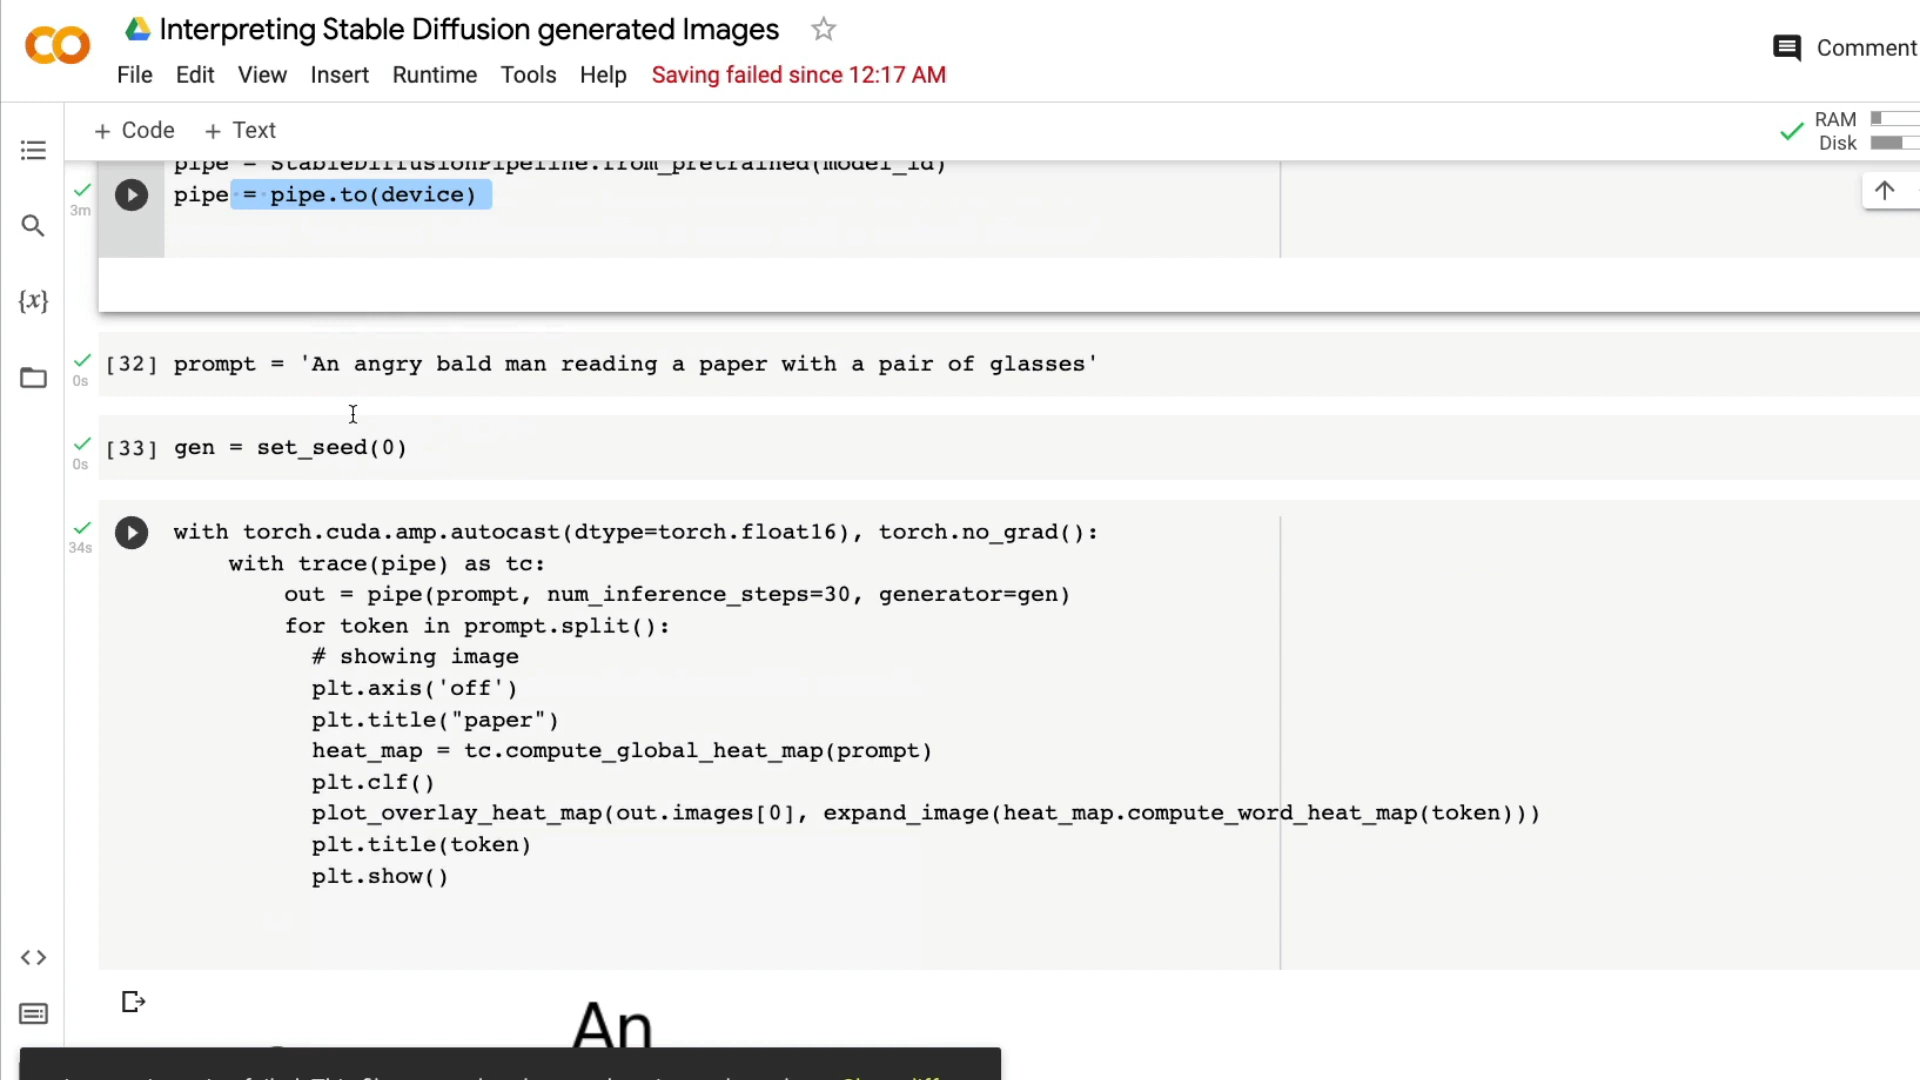 Interpreting Stable Diffusion generated Images
File Edit View Insert Runtime Tools Help Saving failed since 12:17 AM
Comment
+ Code + Text
RAM
Disk
pipe = StableDiffusionPipeline.from_pretrained(model_id)
pipe = pipe.to(device)
3m
{x}
[32] prompt = 'An angry bald man reading a paper with a pair of glasses'
0s
[33] gen = set_seed(0)
0s
with torch.cuda.amp.autocast(dtype=torch.float16), torch.no_grad():
34s
with trace(pipe) as tc:
out = pipe(prompt, num_inference_steps=30, generator=gen)
for token in prompt.split():
# showing image
plt.axis('off')
plt.title("paper")
heat_map = tc.compute_global_heat_map(prompt)
plt.clf()
plot_overlay_heat_map(out.images[0], expand_image(heat_map.compute_word_heat_map(token)))
plt.title(token)
plt.show()
An